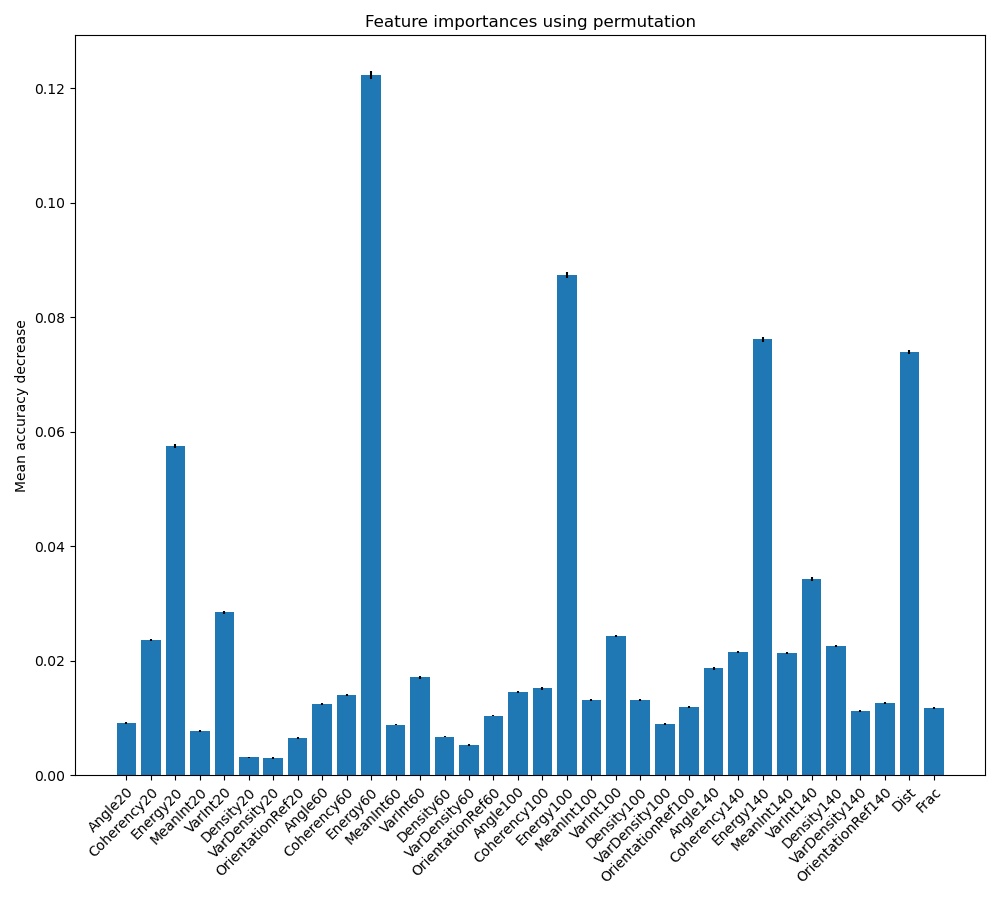 Feature importances using permutation
Mean accuracy decrease
0.12
0.10
0.08
0.06
0.04
0.02
0.00
Angle20
Coherency20
Energy20
MeanInt20
VarInt20
Density20
VarDensity20
OrientationRef20
Angle60
Coherency60
Energy60
MeanInt60
VarInt60
Density60
VarDensity60
OrientationRef60
Angle100
Coherency100
Energy100
MeanInt100
VarInt100
Density100
VarDensity100
OrientationRef100
Angle140
Coherency140
Energy140
MeanInt140
VarInt140
Density140
VarDensity140
OrientationRef140
Dist
Frac